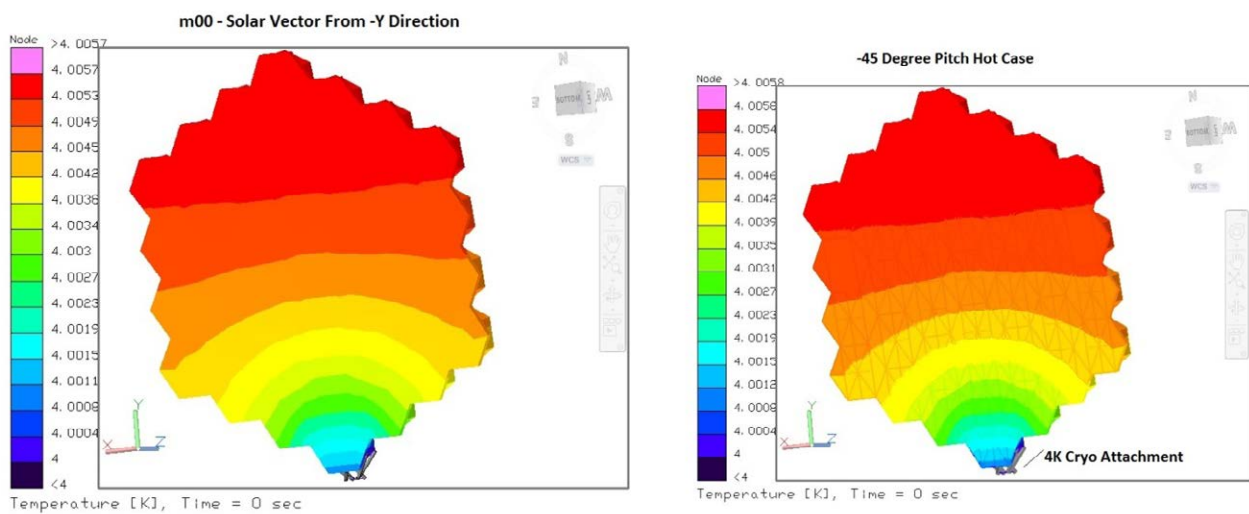 m00 - Solar Vector From -Y Direction
Node
>4.0057
4.0057
4.0053
4.0049
4.0045
4.0042
4.0038
4.0034
4.003
4.0027
4.0023
4.0019
4.0015
4.0011
4.0008
4.0004
4
<4
N
BOTTOM
W
S
WCS
X
Y
Z
Temperature [K], Time = 0 sec
-45 Degree Pitch Hot Case
Node
>4.0058
4.0058
4.0054
4.005
4.0046
4.0042
4.0039
4.0035
4.0031
4.0027
4.0023
4.0019
4.0015
4.0012
4.0008
4.0004
4
<4
N
BOTTOM
W
S
WCS
X
Y
Z
4K Cryo Attachment
Temperature [K], Time = 0 sec